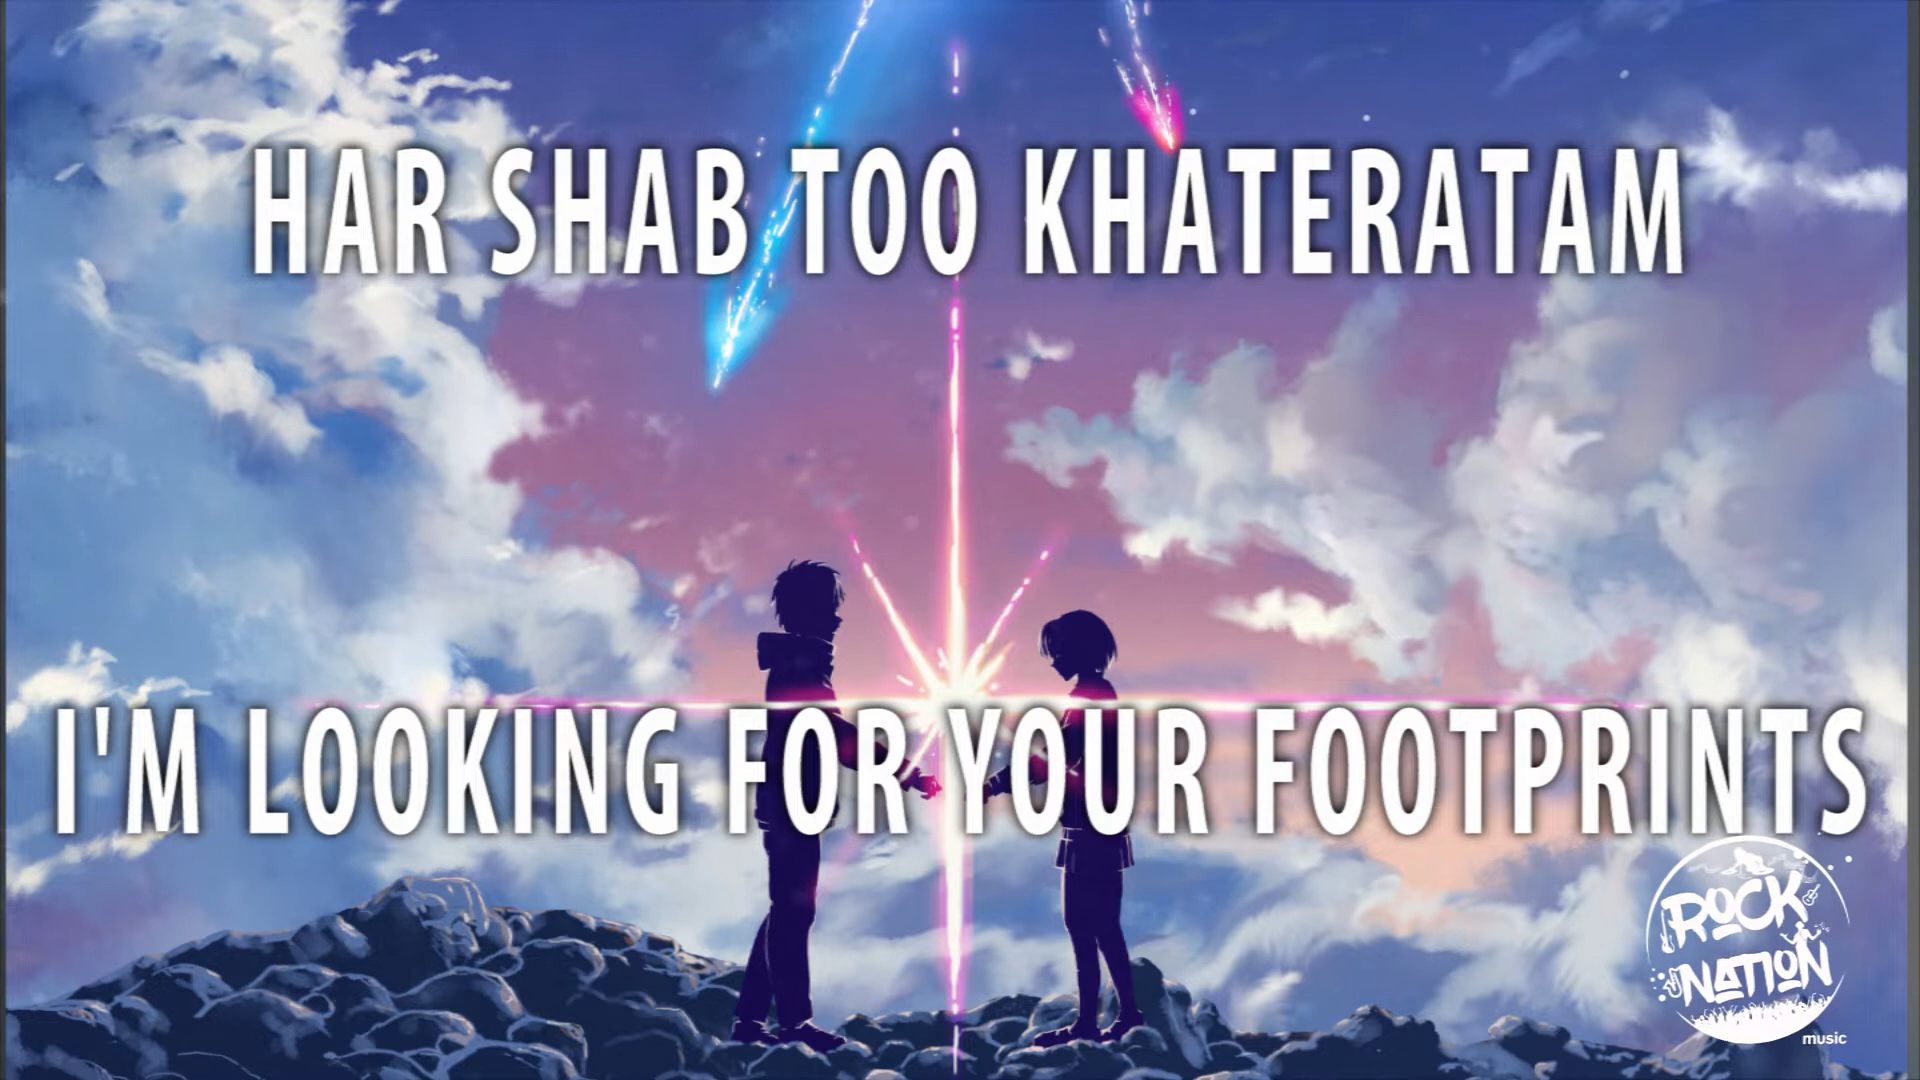 HAR SHAB TOO KHATERATAM
I'M LOOKING FOR YOUR FOOTPRINTS
ROCK
NATION
music